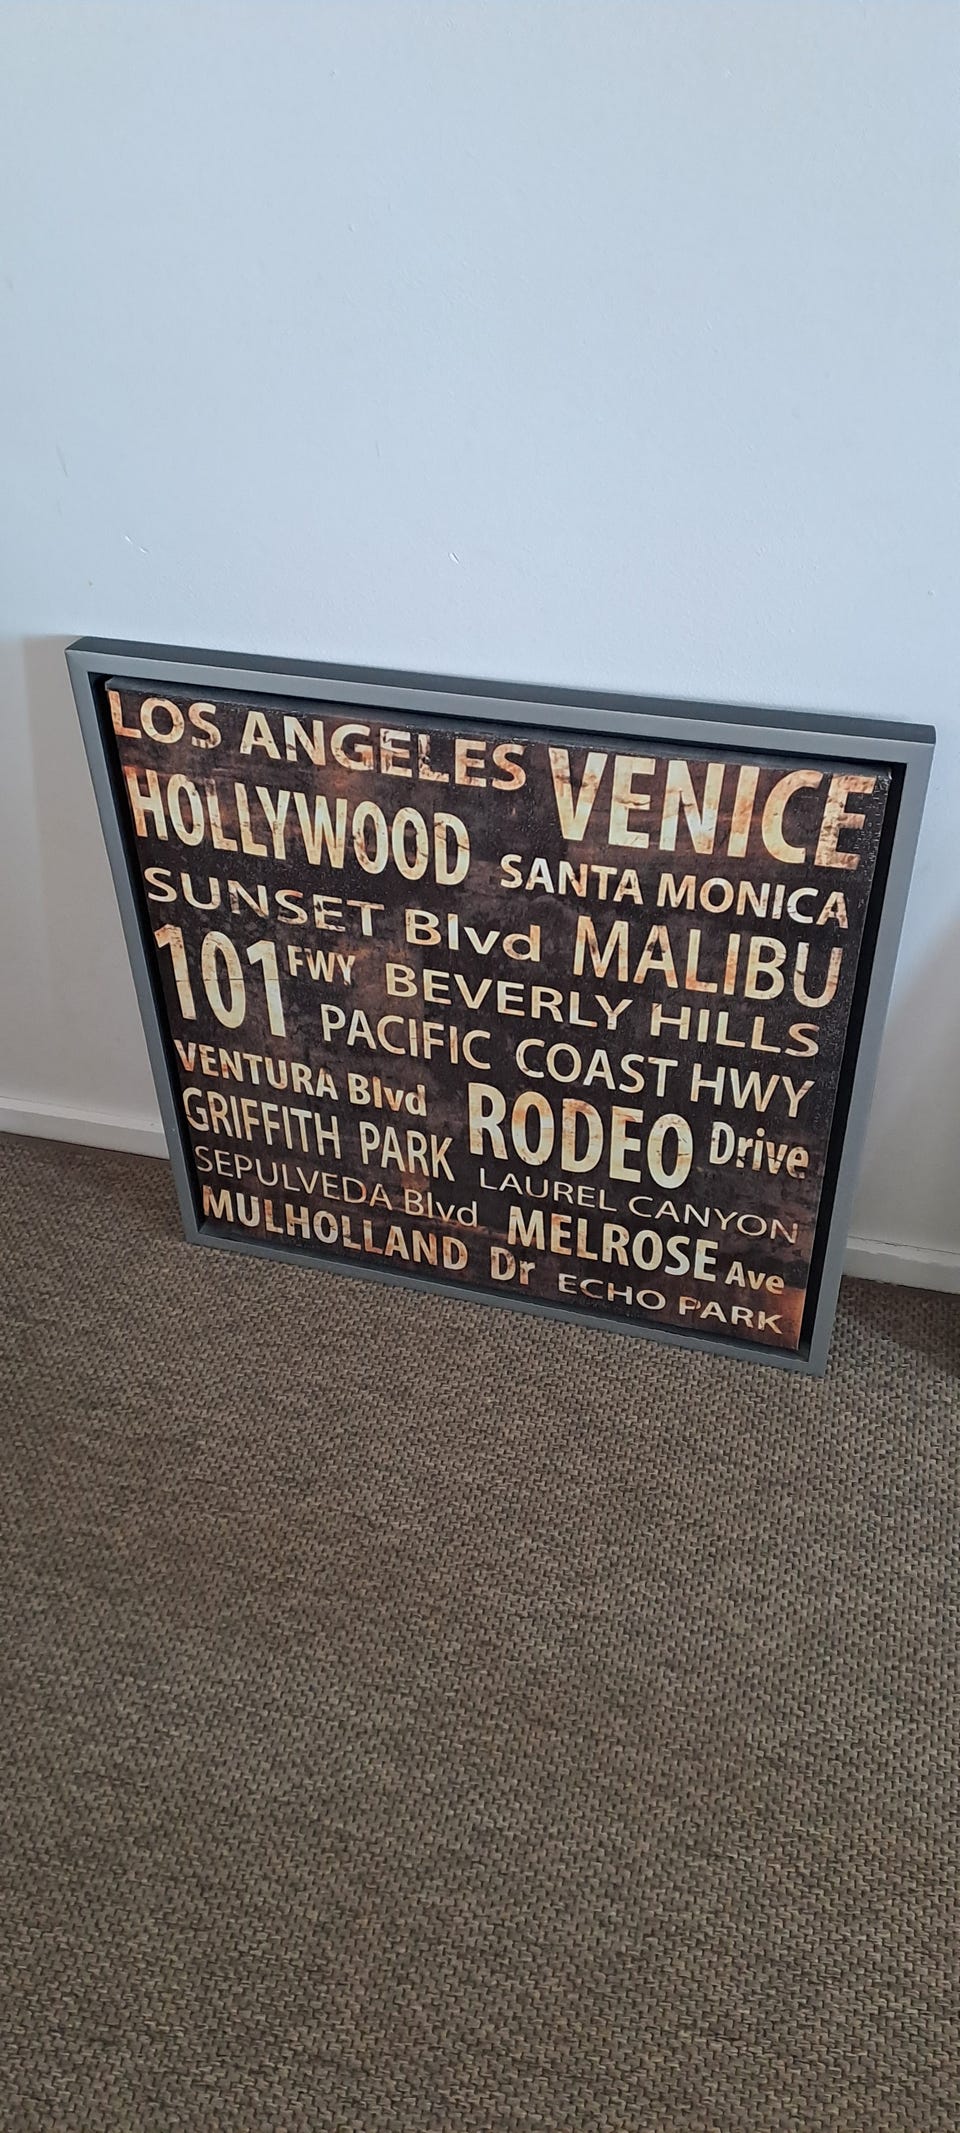 LOS ANGELES VENICE
HOLLYWOOD SANTA MONICA
SUNSET Blvd MALIBU
101 FWY BEVERLY HILLS
PACIFIC COAST HWY
VENTURA Blvd RODEO Drive
GRIFFITH PARK
SEPULVEDA Blvd LAUREL CANYON
MULHOLLAND Dr MELROSE Ave
ECHO PARK